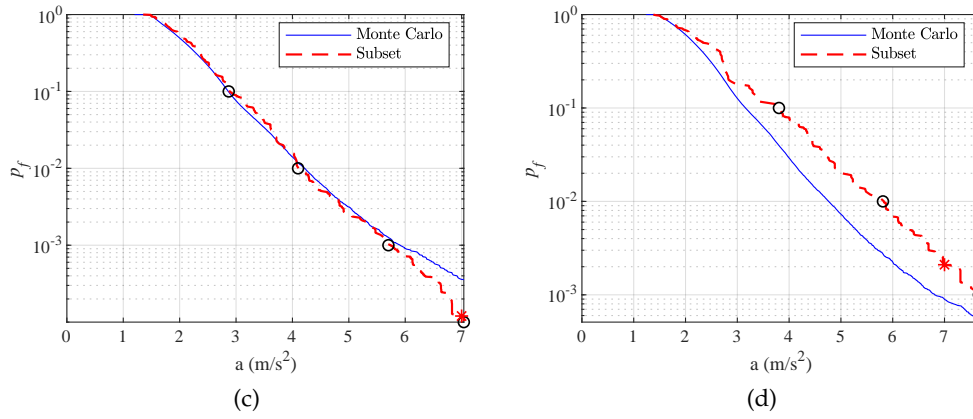 10^0
10^-1
10^-2
10^-3
p_f
0 1 2 3 4 5 6 7
a (m/s^2)
Monte Carlo
Subset
(c)
10^0
10^-1
10^-2
10^-3
p_f
0 1 2 3 4 5 6 7
a (m/s^2)
Monte Carlo
Subset
(d)